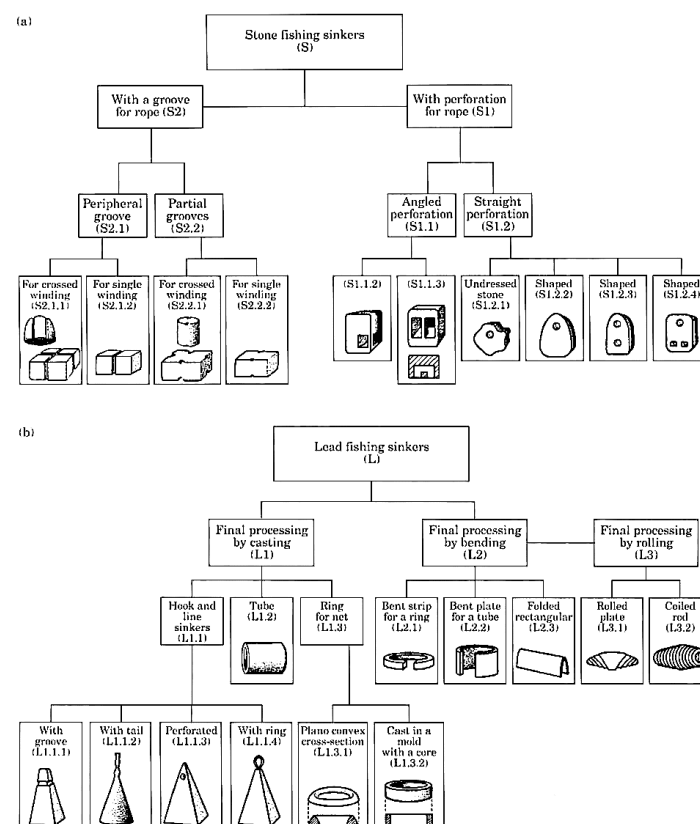 (a)
Stone fishing sinkers
(S)
With a groove
for rope (S2)
With perforation
for rope (S1)
Peripheral
groove
(S2.1)
Partial
grooves
(S2.2)
Angled
perforation
(S1.1)
Straight
perforation
(S1.2)
For crossed
winding
(S2.1.1)
For single
winding
(S2.1.2)
For crossed
winding
(S2.2.1)
For single
winding
(S2.2.2)
(S1.1.2)
(S1.1.3)
Undressed
stone
(S1.2.1)
Shaped
(S1.2.2)
Shaped
(S1.2.3)
Shaped
(S1.2.4)
(b)
Lead fishing sinkers
(L)
Final processing
by casting
(L1)
Final processing
by bending
(L2)
Final processing
by rolling
(L3)
Hook and
line
sinkers
(L1.1)
Tube
(L1.2)
Ring
for net
(L1.3)
Bent strip
for a ring
(L2.1)
Bent plate
for a tube
(L2.2)
Folded
rectangular
(L2.3)
Rolled
plate
(L3.1)
Coiled
rod
(L3.2)
With
groove
(L1.1.1)
With tail
(L1.1.2)
Perforated
(L1.1.3)
With ring
(L1.1.4)
Plano convex
cross-section
(L1.3.1)
Cast in a
mold
with a core
(L1.3.2)